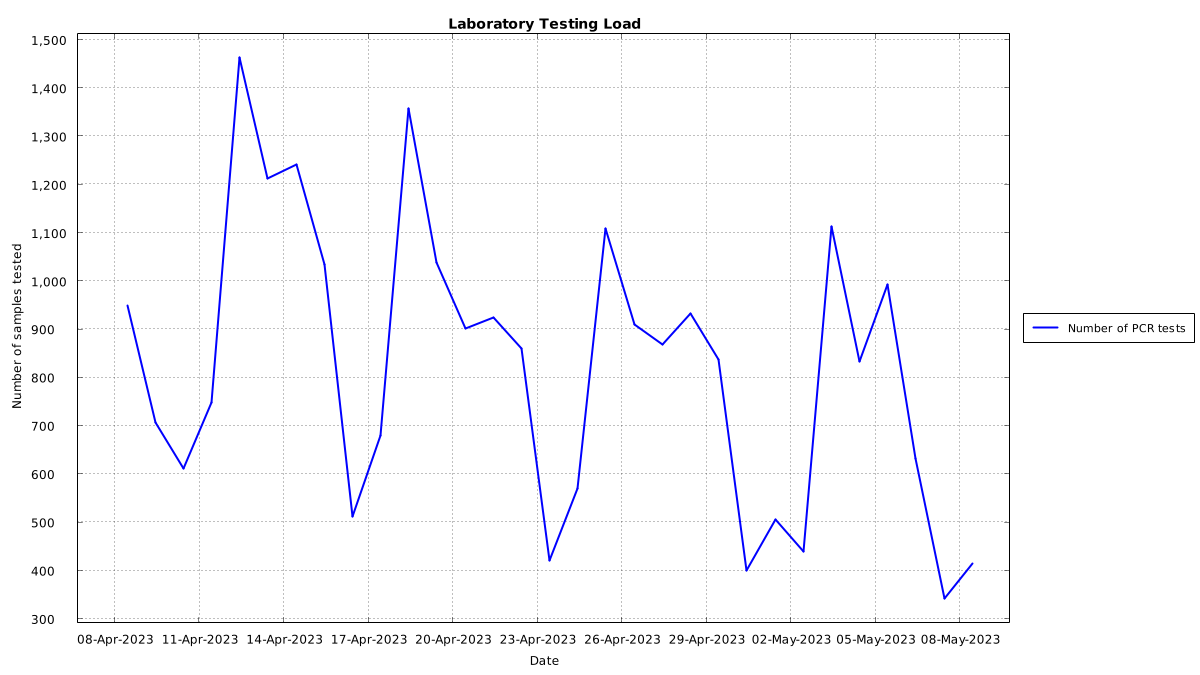 Laboratory Testing Load
1,500
1,400
1,300
1,200
1,100
1,000
900
800
700
600
500
400
300
Number of samples tested
08-Apr-2023 11-Apr-2023 14-Apr-2023 17-Apr-2023 20-Apr-2023 23-Apr-2023 26-Apr-2023 29-Apr-2023 02-May-2023 05-May-2023 08-May-2023
Date
Number of PCR tests